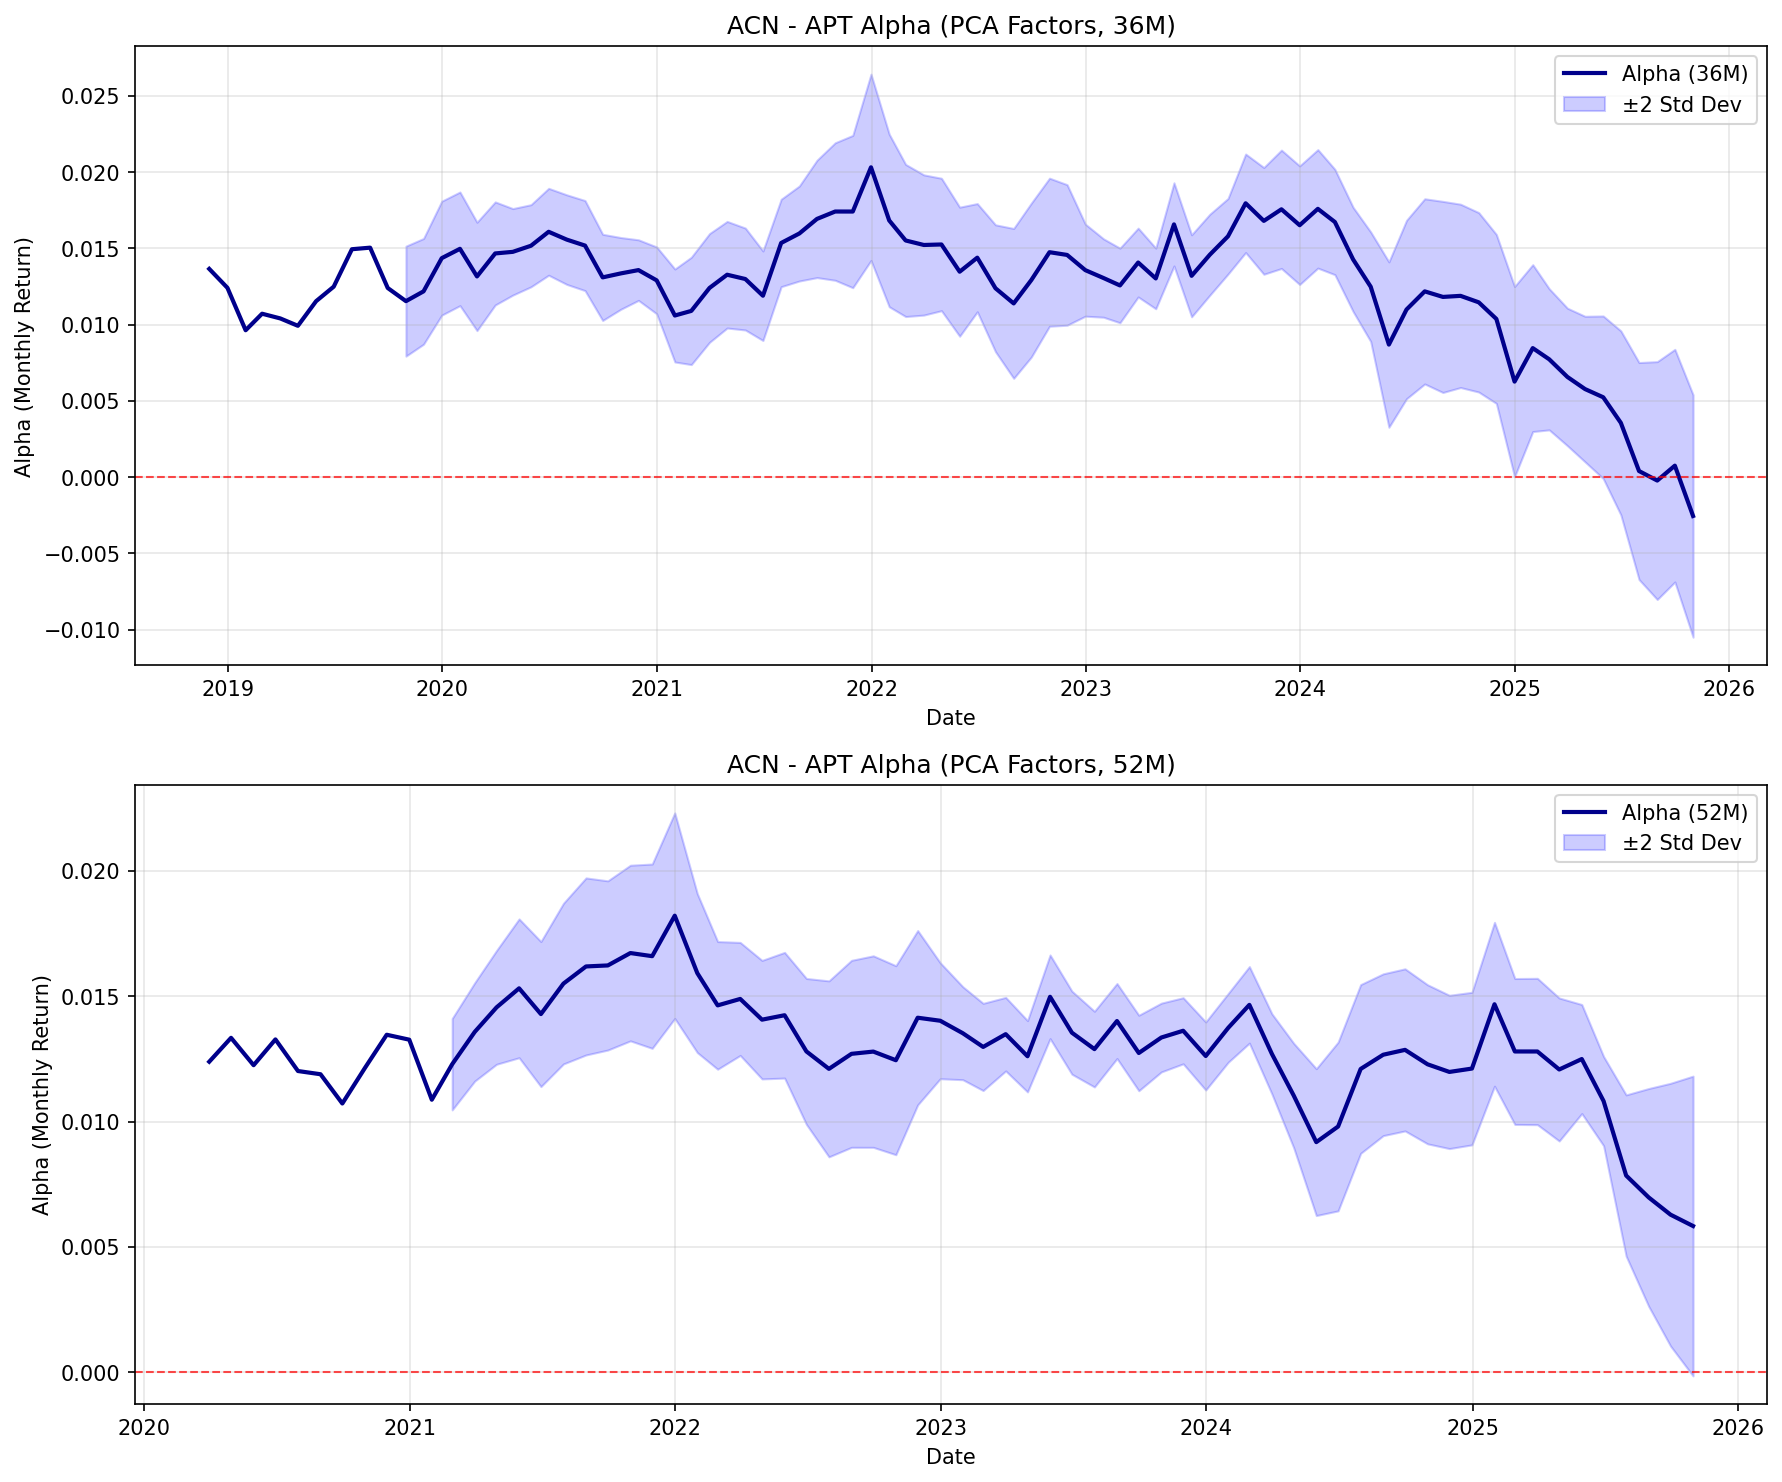 ACN - APT Alpha (PCA Factors, 36M)
Alpha (36M)
±2 Std Dev
Alpha (Monthly Return)
0.025
0.020
0.015
0.010
0.005
0.000
−0.005
−0.010
2019 2020 2021 2022 2023 2024 2025 2026
Date
ACN - APT Alpha (PCA Factors, 52M)
Alpha (52M)
±2 Std Dev
Alpha (Monthly Return)
0.020
0.015
0.010
0.005
0.000
2020 2021 2022 2023 2024 2025 2026
Date